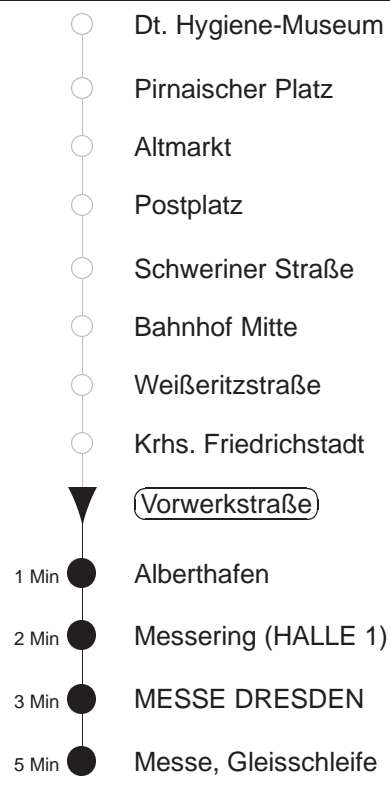 Dt. Hygiene-Museum
Pirnaischer Platz
Altmarkt
Postplatz
Schweriner Straße
Bahnhof Mitte
Weißeritzstraße
Krhs. Friedrichstadt
Vorwerkstraße
1 Min Alberthafen
2 Min Messering (HALLE 1)
3 Min MESSE DRESDEN
5 Min Messe, Gleisschleife